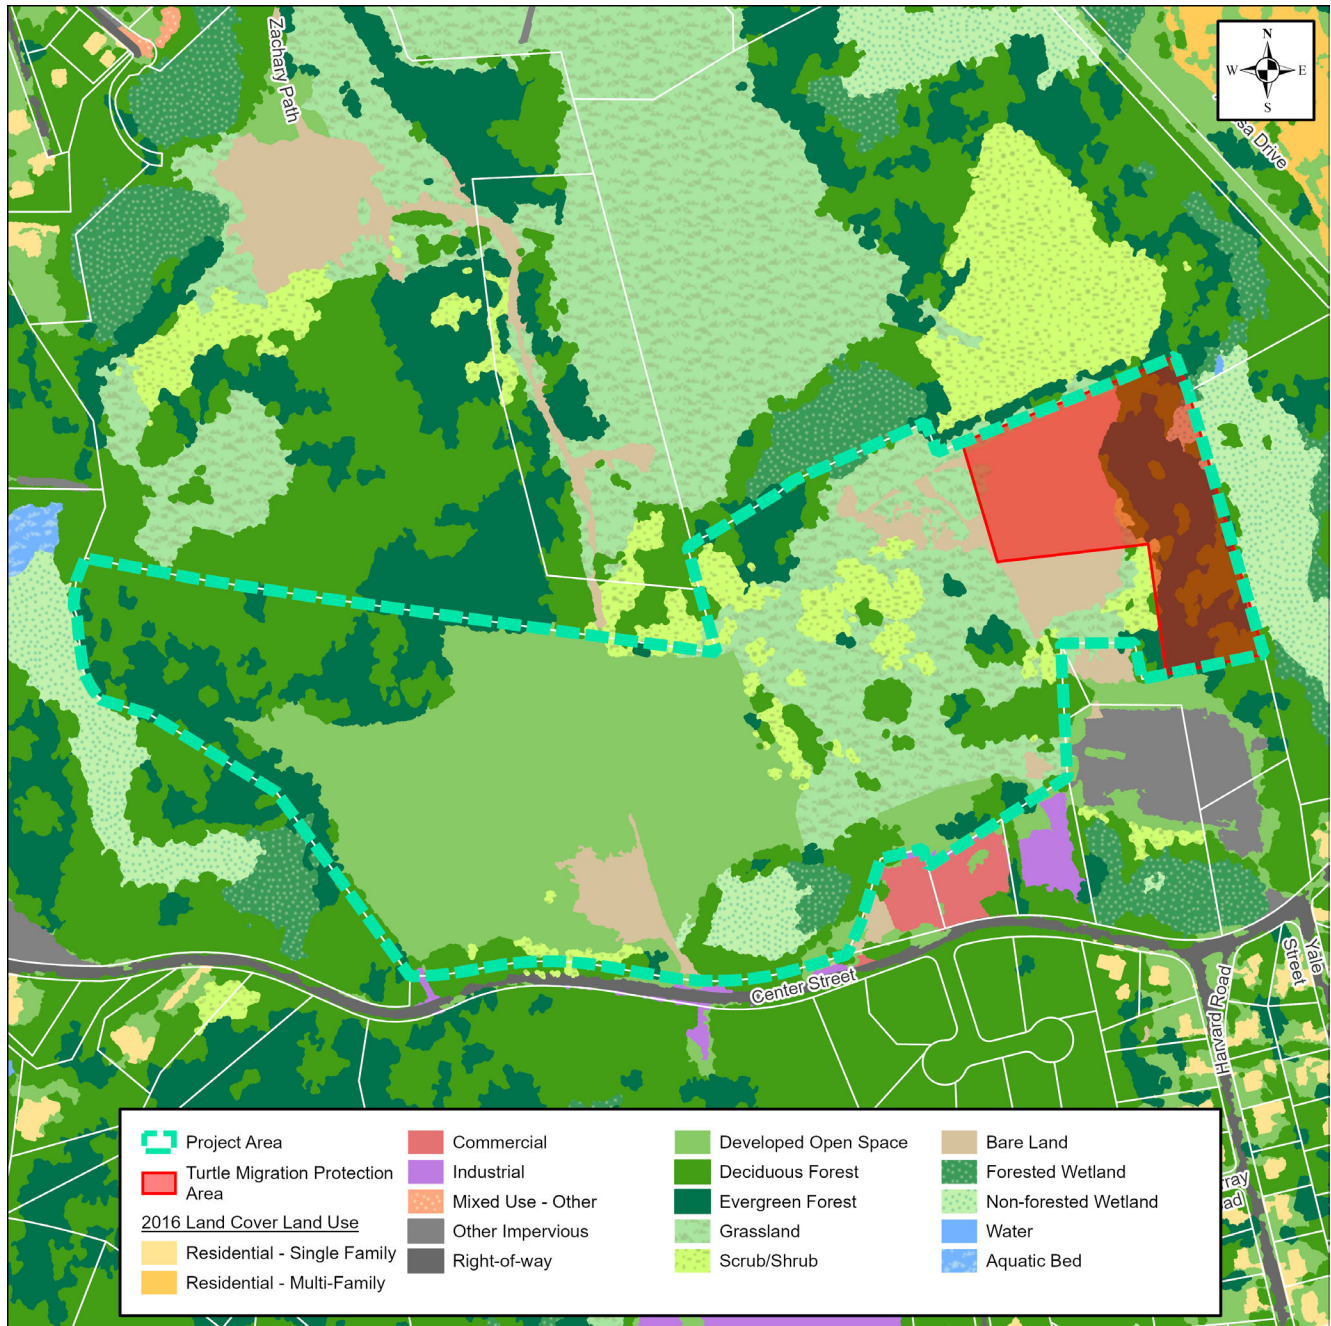 Zachary Path
N
W
E
S
sa Drive
Center Street
Harvard Road
Yale
Street
rray
ad
Project Area
Turtle Migration Protection
Area
2016 Land Cover Land Use
Residential - Single Family
Residential - Multi-Family
Commercial
Industrial
Mixed Use - Other
Other Impervious
Right-of-way
Developed Open Space
Deciduous Forest
Evergreen Forest
Grassland
Scrub/Shrub
Bare Land
Forested Wetland
Non-forested Wetland
Water
Aquatic Bed